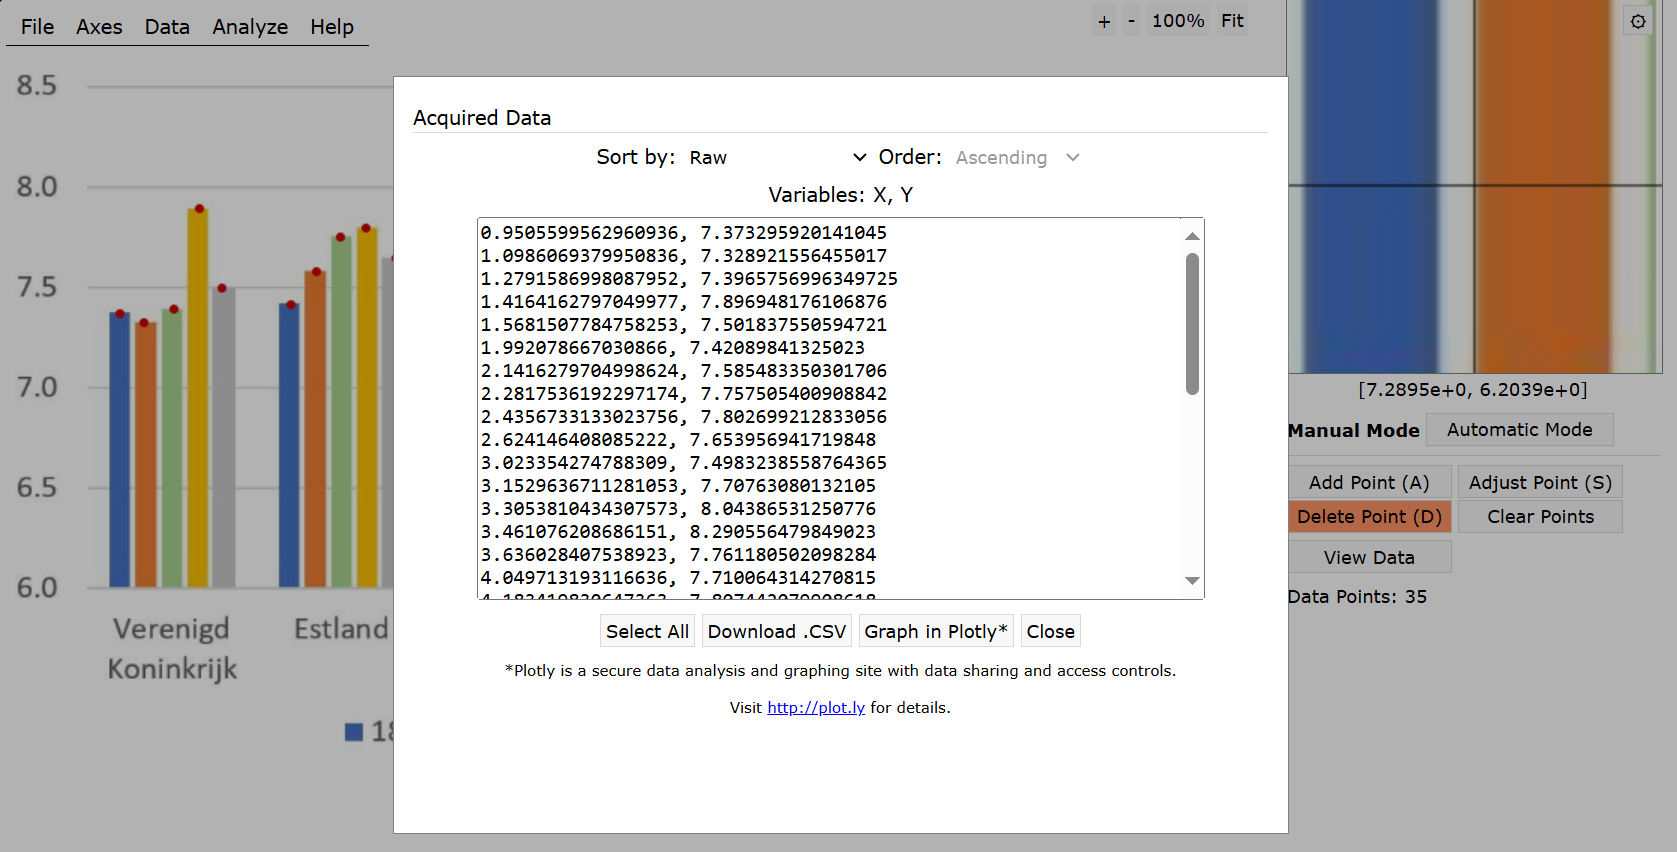 File Axes Data Analyze Help
+ - 100% Fit
8.5
8.0
7.5
7.0
6.5
6.0
Verenigd
Koninkrijk
Estland
Acquired Data
Sort by: Raw Order: Ascending
Variables: X, Y
0.9505599562960936, 7.373295920141045
1.0986069379950836, 7.328921556455017
1.2791586998087952, 7.3965756996349725
1.4164162797049977, 7.896948176106876
1.5681507784758253, 7.501837550594721
1.992078667030866, 7.42089841325023
2.1416279704998624, 7.585483350301706
2.28175361922971​74, 7.757505400908842
2.4356733133023756, 7.802699212833056
2.624146408085222, 7.653956941719848
3.023354274788309, 7.4983238558764365
3.1529636711281053, 7.70763080132105
3.3053810434307573, 8.04386531250776
3.461076208686151, 8.290556479849023
3.636028407538923, 7.761180502098284
4.049713193116636, 7.710064314270815
4.183419830647363, 7.807442079908618
Select All Download .CSV Graph in Plotly* Close
*Plotly is a secure data analysis and graphing site with data sharing and access controls.
Visit http://plot.ly for details.
[7.2895e+0, 6.2039e+0]
Manual Mode Automatic Mode
Add Point (A) Adjust Point (S)
Delete Point (D) Clear Points
View Data
Data Points: 35